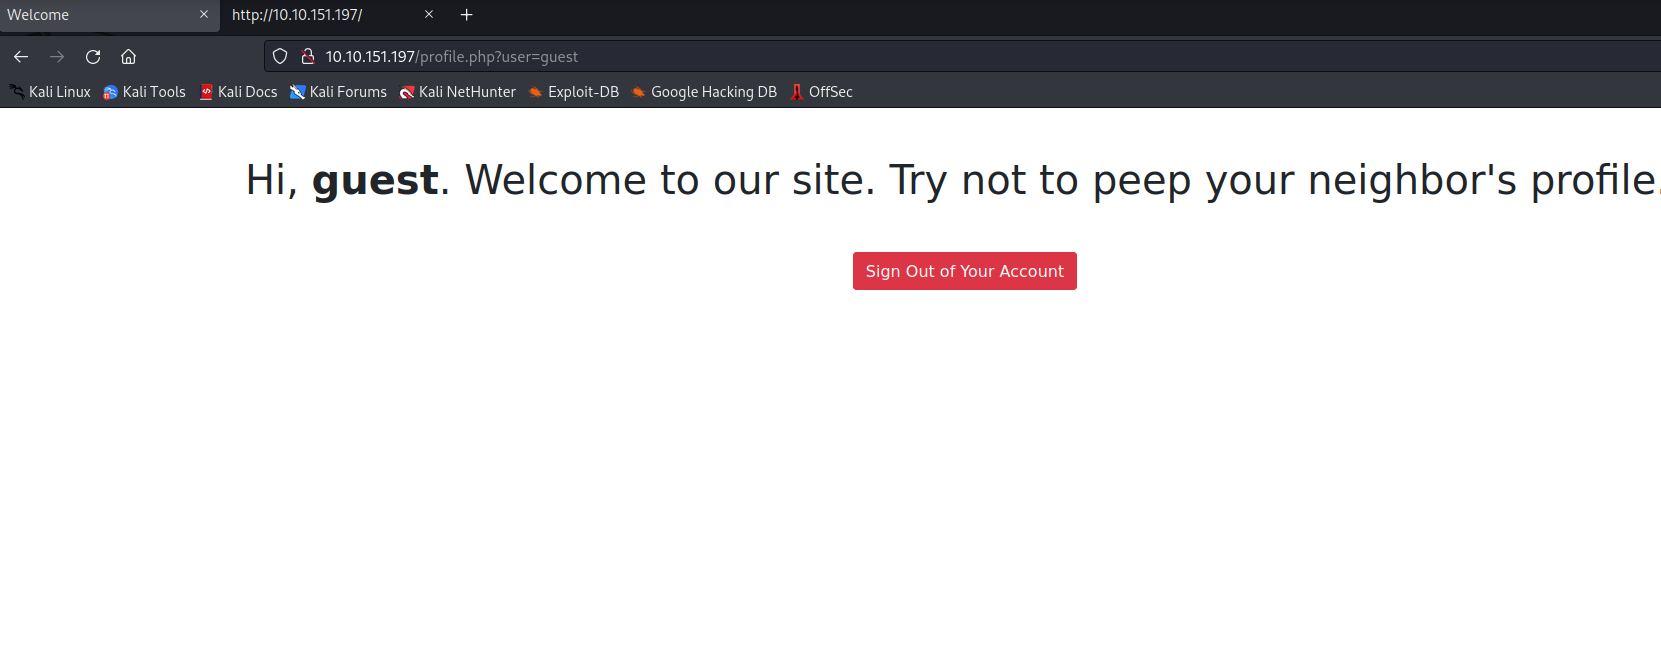 Welcome
http://10.10.151.197/
10.10.151.197/profile.php?user=guest
Kali Linux Kali Tools Kali Docs Kali Forums Kali NetHunter Exploit-DB Google Hacking DB OffSec
Hi, guest. Welcome to our site. Try not to peep your neighbor's profile.
Sign Out of Your Account